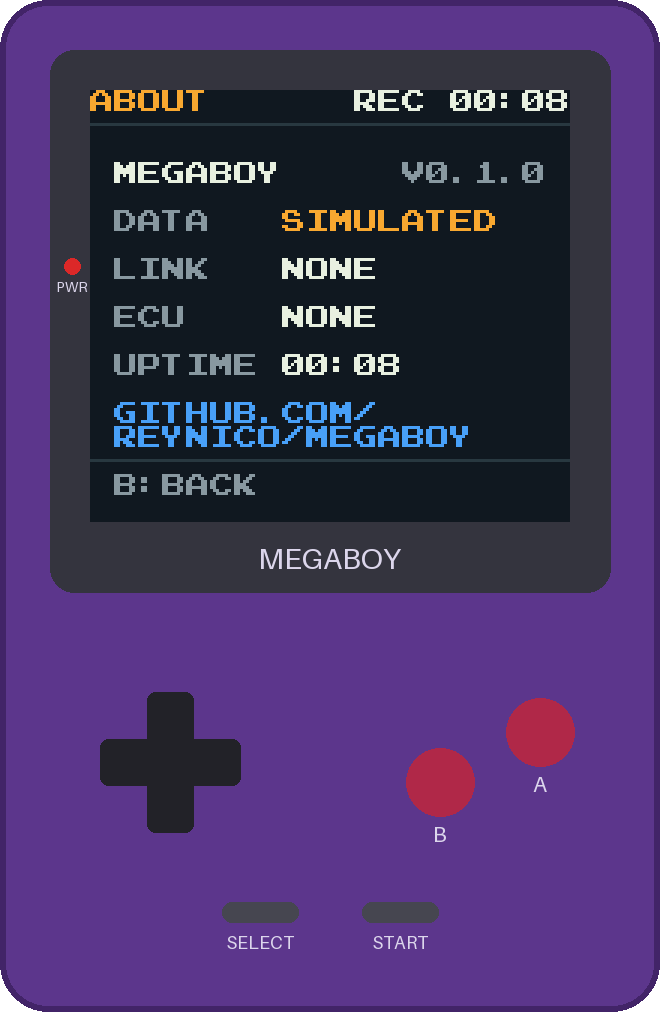 ABOUT REC 00:08
MEGABOY V0.1.0
DATA SIMULATED
LINK NONE
PWR
ECU NONE
UPTIME 00:08
GITHUB.COM/
REYNICO/MEGABOY
B:BACK
MEGABOY
A
B
SELECT START